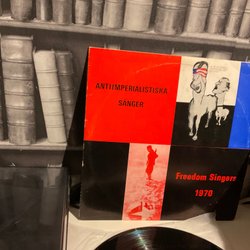 ANTIIMPERIALISTISKA
SÅNGER
Freedom Singers
1970